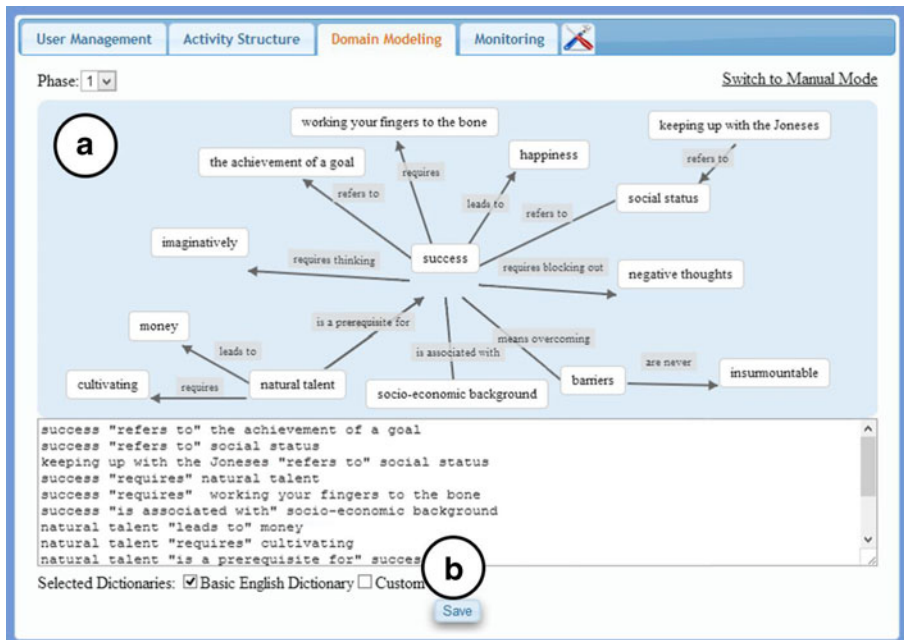 User Management Activity Structure Domain Modeling Monitoring
Phase: 1 Switch to Manual Mode
a
working your fingers to the bone
keeping up with the Joneses
the achievement of a goal
happiness
requires
refers to
refers to
leads to
social status
refers to
imaginatively
success
requires thinking
requires blocking out
negative thoughts
money
is a prerequisite for
means overcoming
leads to
is associated with
are never
cultivating
requires
natural talent
barriers
insurmountable
socio-economic background
success "refers to" the achievement of a goal
success "refers to" social status
keeping up with the Joneses "refers to" social status
success "requires" natural talent
success "requires"  working your fingers to the bone
success "is associated with" socio-economic background
natural talent "leads to" money
natural talent "requires" cultivating
natural talent "is a prerequisite for" succes
b
Selected Dictionaries: Basic English Dictionary Custom
Save